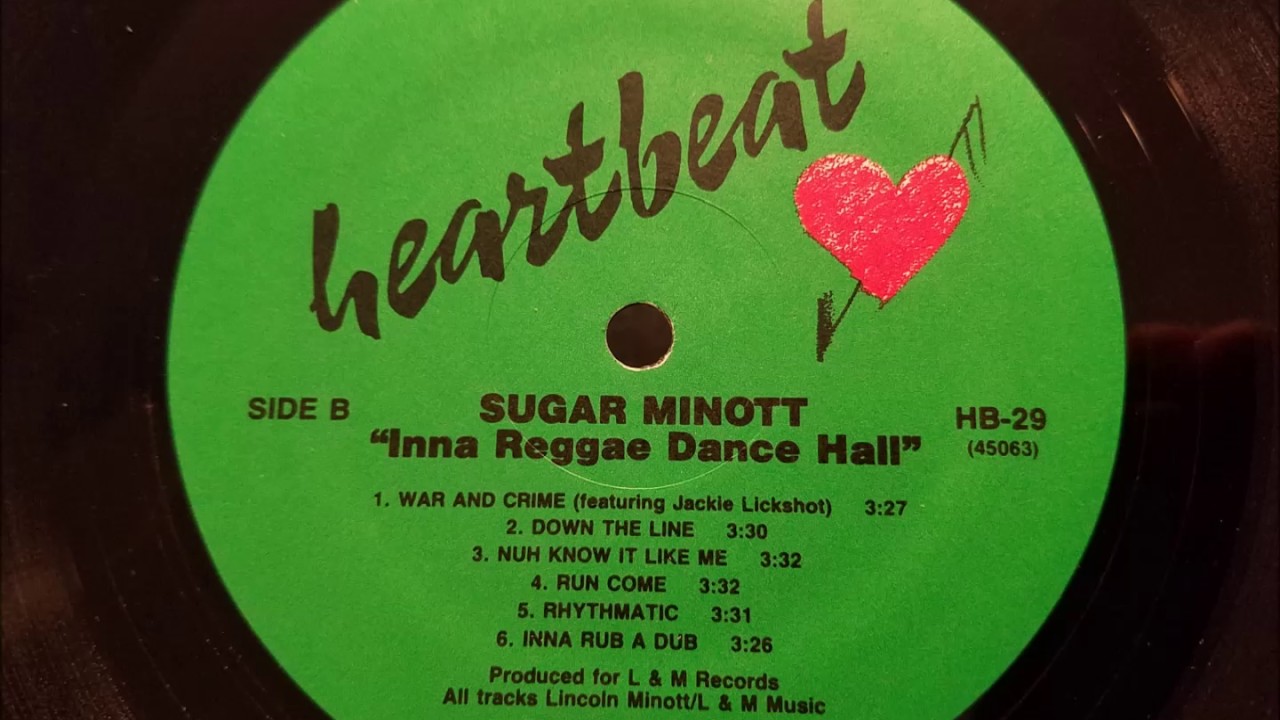 heartbeat
SIDE B
SUGAR MINOTT
HB-29
“Inna Reggae Dance Hall”
(45063)
1. WAR AND CRIME (featuring Jackie Lickshot) 3:27
2. DOWN THE LINE 3:30
3. NUH KNOW IT LIKE ME 3:32
4. RUN COME 3:32
5. RHYTHMATIC 3:31
6. INNA RUB A DUB 3:26
Produced for L & M Records
All tracks Lincoln Minott/L & M Music